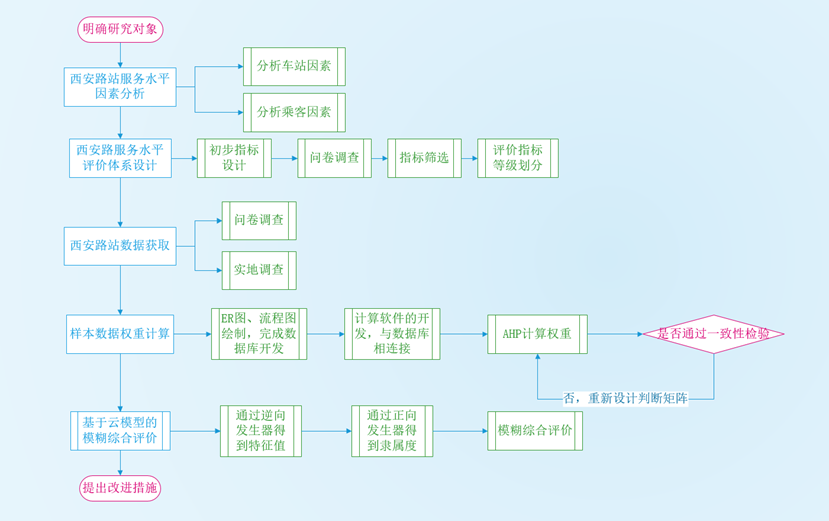 明确研究对象
西安路站服务水平
因素分析
分析车站因素
分析乘客因素
西安路服务水平
评价体系设计
初步指标
设计
问卷调查
指标筛选
评价指标
等级划分
西安路站数据获取
问卷调查
实地调查
样本数据权重计算
ER图、流程图
绘制，完成数
据库开发
计算软件的开
发，与数据库
相连接
AHP计算权重
是否通过一致性检验
否，重新设计判断矩阵
基于云模型的
模糊综合评价
通过逆向
发生器得
到特征值
通过正向
发生器得
到隶属度
模糊综合评价
提出改进措施